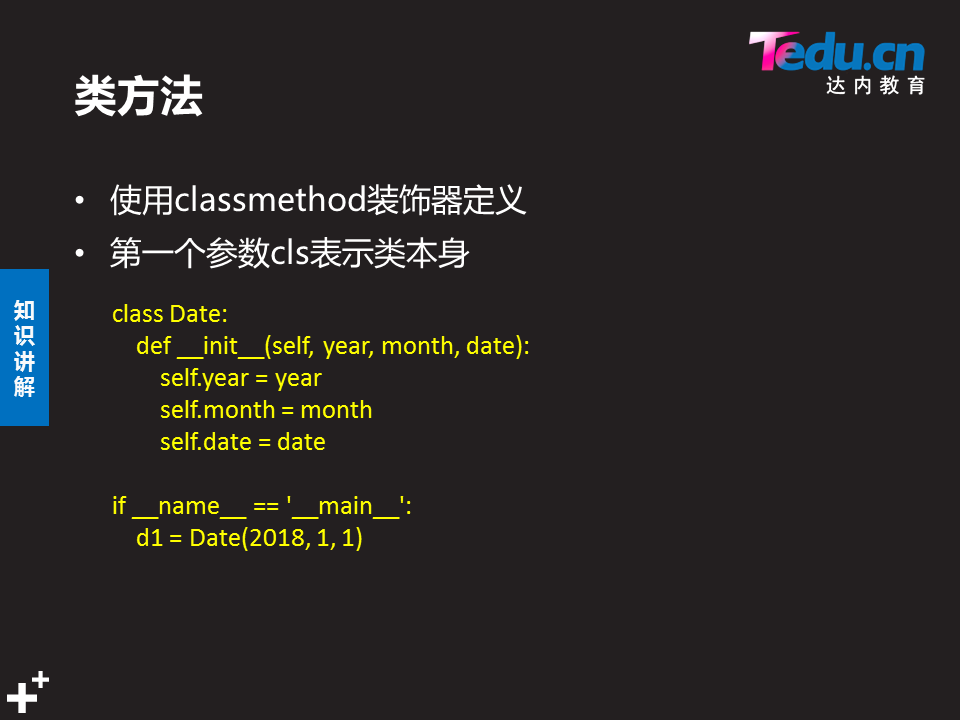 Tedu.cn
达内教育
类方法
• 使用classmethod装饰器定义
• 第一个参数cls表示类本身
知
识
讲
解
class Date:
    def __init__(self, year, month, date):
        self.year = year
        self.month = month
        self.date = date

if __name__ == '__main__':
    d1 = Date(2018, 1, 1)